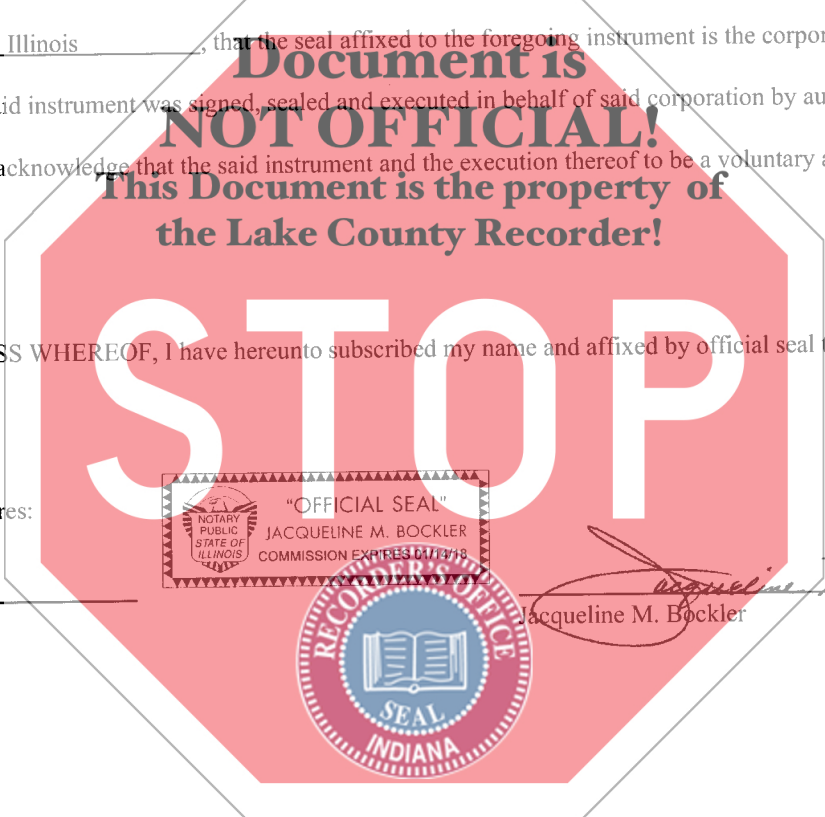 Illinois, that the seal affixed to the foregoing instrument is the corpor
Document is
id instrument was signed, sealed and executed in behalf of said corporation by au
NOT OFFICIAL!
acknowledge that the said instrument and the execution thereof to be a voluntary a
This Document is the property of
the Lake County Recorder!
STOP
SS WHEREOF, I have hereunto subscribed my name and affixed by official seal t
res:
"OFFICIAL SEAL"
NOTARY
PUBLIC
STATE OF
ILLINOIS
JACQUELINE M. BOCKLER
COMMISSION EXPIRES 01/14/18
Jacqueline
Jacqueline M. Bockler
RECORDER'S OFFICE
SEAL
INDIANA